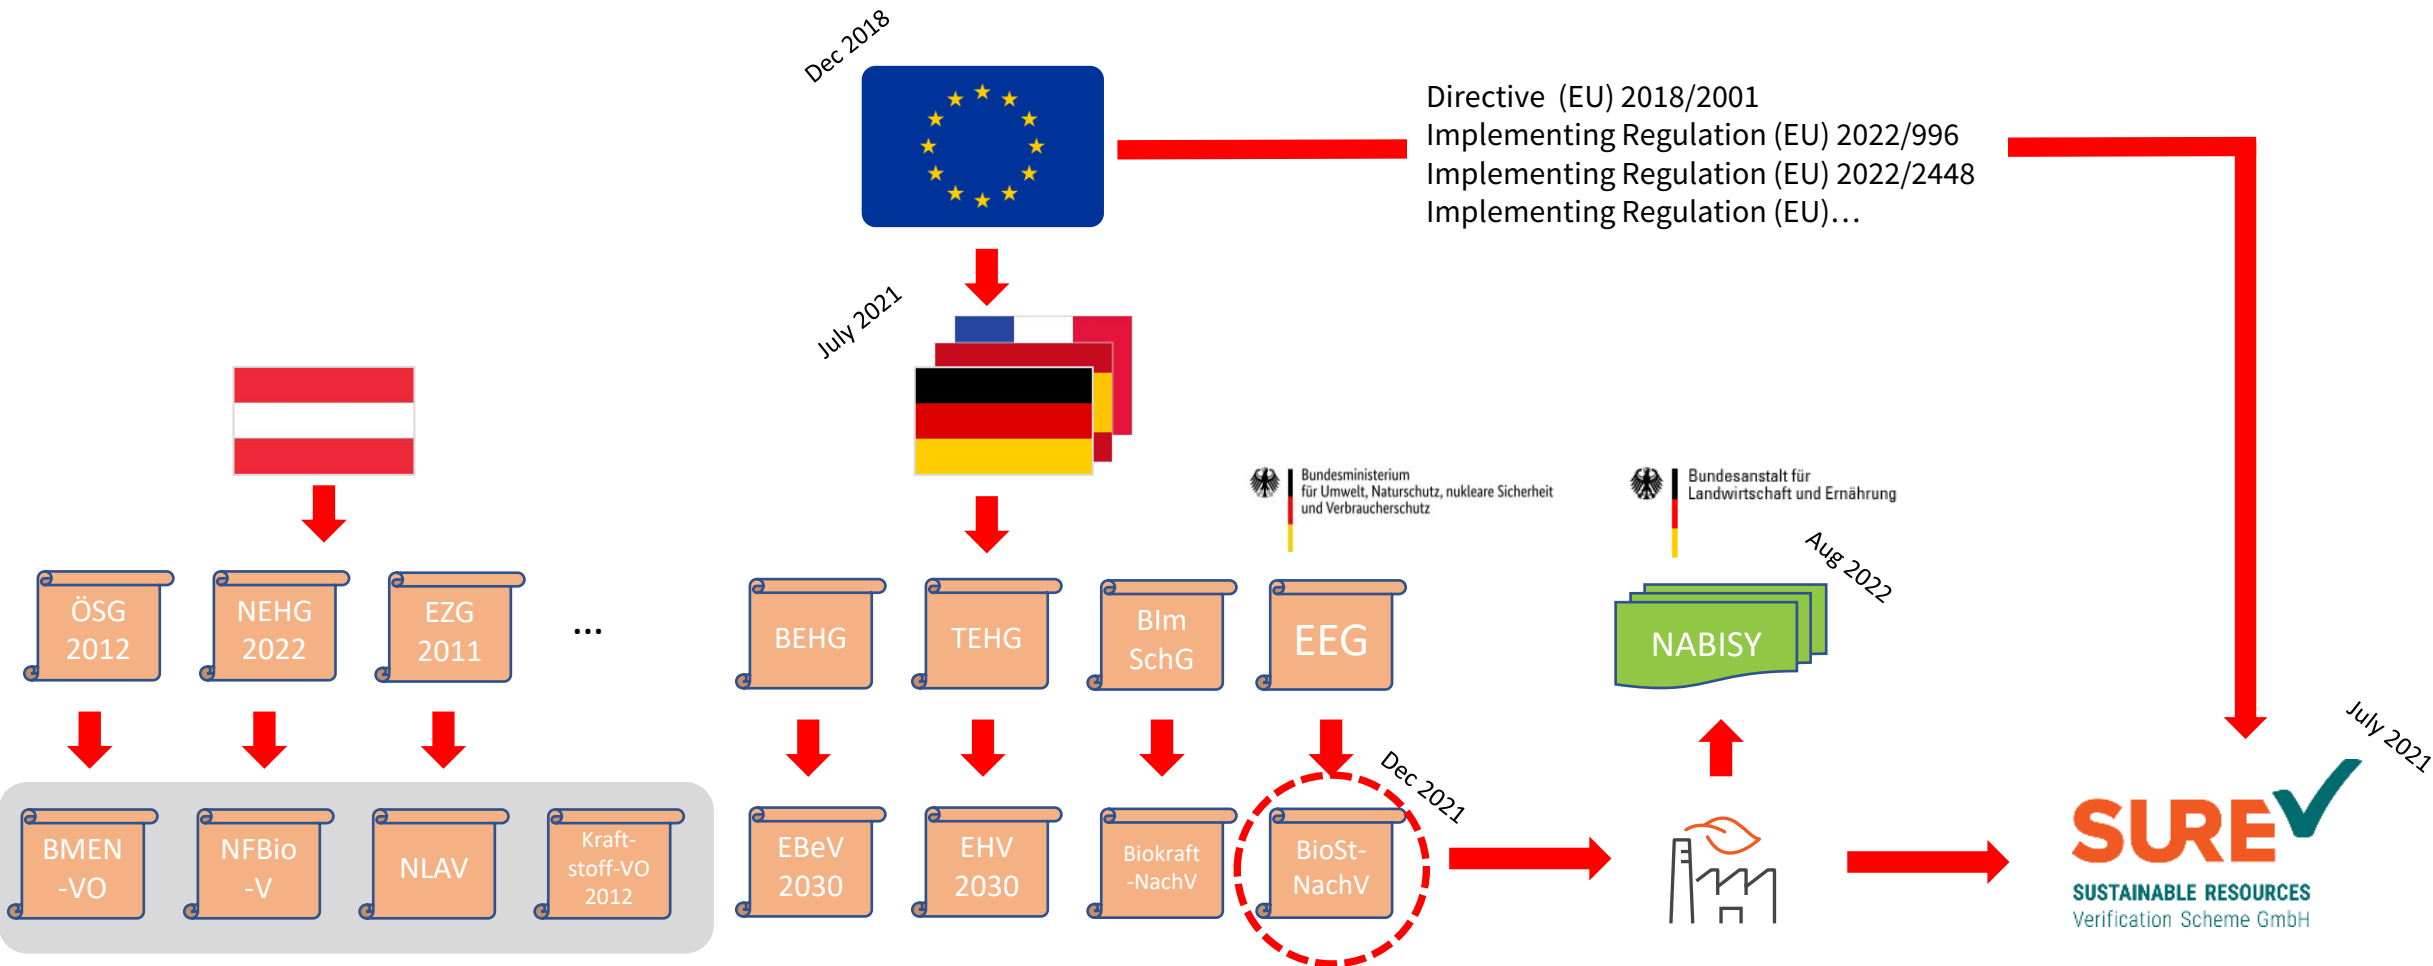 Dec 2018
Directive (EU) 2018/2001
Implementing Regulation (EU) 2022/996
Implementing Regulation (EU) 2022/2448
Implementing Regulation (EU)…
July 2021
Bundesministerium
für Umwelt, Naturschutz, nukleare Sicherheit
und Verbraucherschutz
Bundesanstalt für
Landwirtschaft und Ernährung
Aug 2022
ÖSG
2012
NEHG
2022
EZG
2011
...
BEHG
TEHG
BIm
SchG
EEG
NABISY
July 2021
Dec 2021
BMEN
-VO
NFBio
-V
NLAV
Kraft-
stoff-VO
2012
EBeV
2030
EHV
2030
Biokraft
-NachV
BioSt-
NachV
SURE
SUSTAINABLE RESOURCES
Verification Scheme GmbH